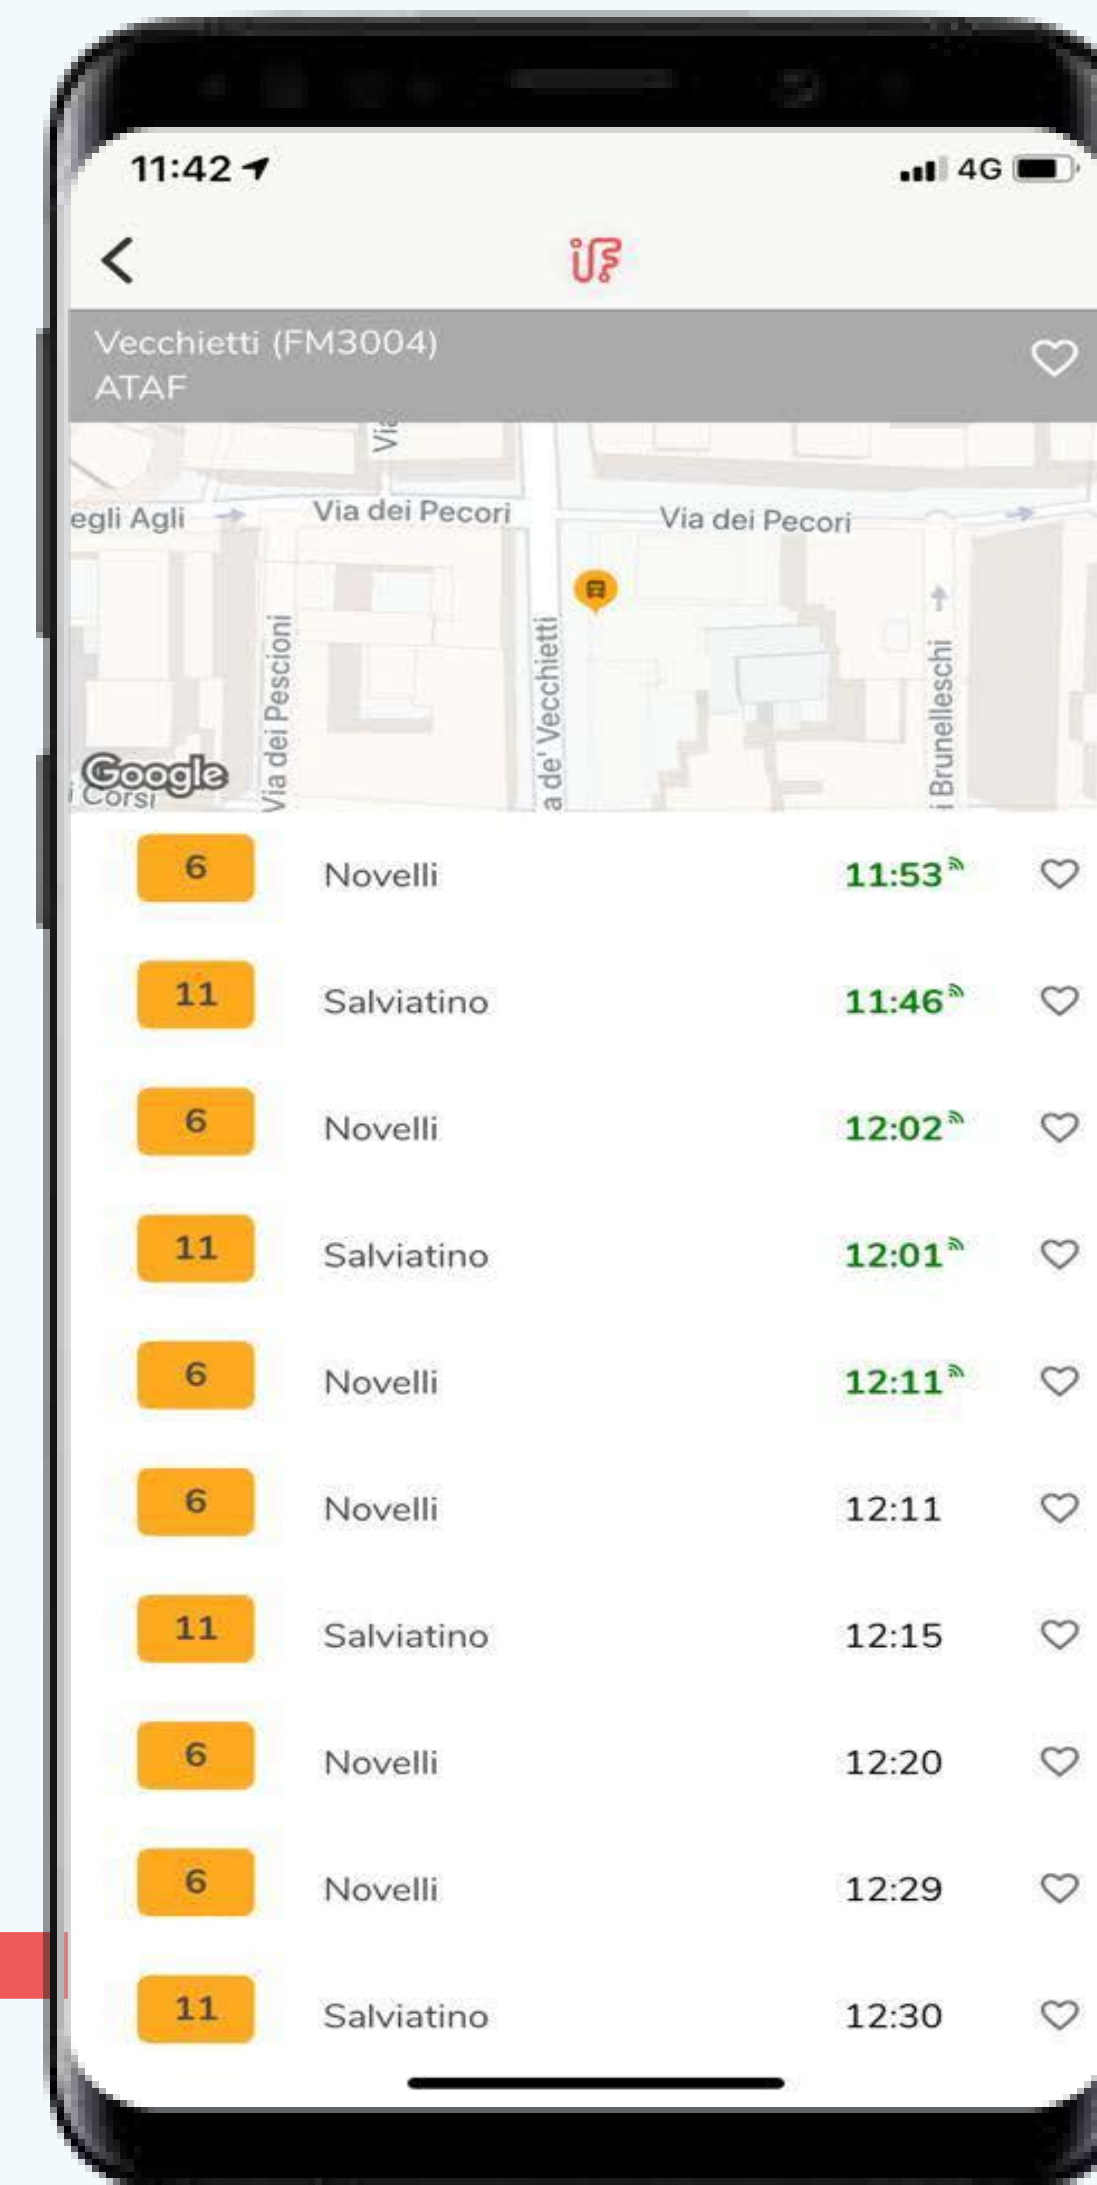 11:42
4G
iF
Vecchietti (FM3004)
ATAF
Via
egli Agli
Via dei Pecori
Via dei Pecori
Via dei Pescioni
a de' Vecchietti
i Brunelleschi
Google
i Corsi
6 Novelli 11:53
11 Salviatino 11:46
6 Novelli 12:02
11 Salviatino 12:01
6 Novelli 12:11
6 Novelli 12:11
11 Salviatino 12:15
6 Novelli 12:20
6 Novelli 12:29
11 Salviatino 12:30